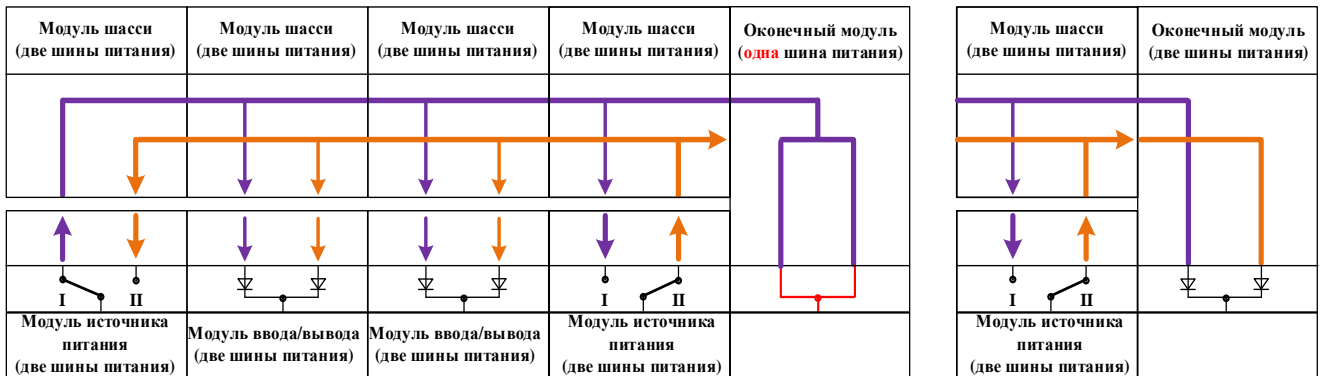 Модуль шасси
(две шины питания)
Модуль шасси
(две шины питания)
Модуль шасси
(две шины питания)
Модуль шасси
(две шины питания)
Оконечный модуль
(одна шина питания)
Модуль шасси
(две шины питания)
Оконечный модуль
(две шины питания)
I
II
I
II
I
II
Модуль источника
питания
(две шины питания)
Модуль ввода/вывода
(две шины питания)
Модуль ввода/вывода
(две шины питания)
Модуль источника
питания
(две шины питания)
Модуль источника
питания
(две шины питания)